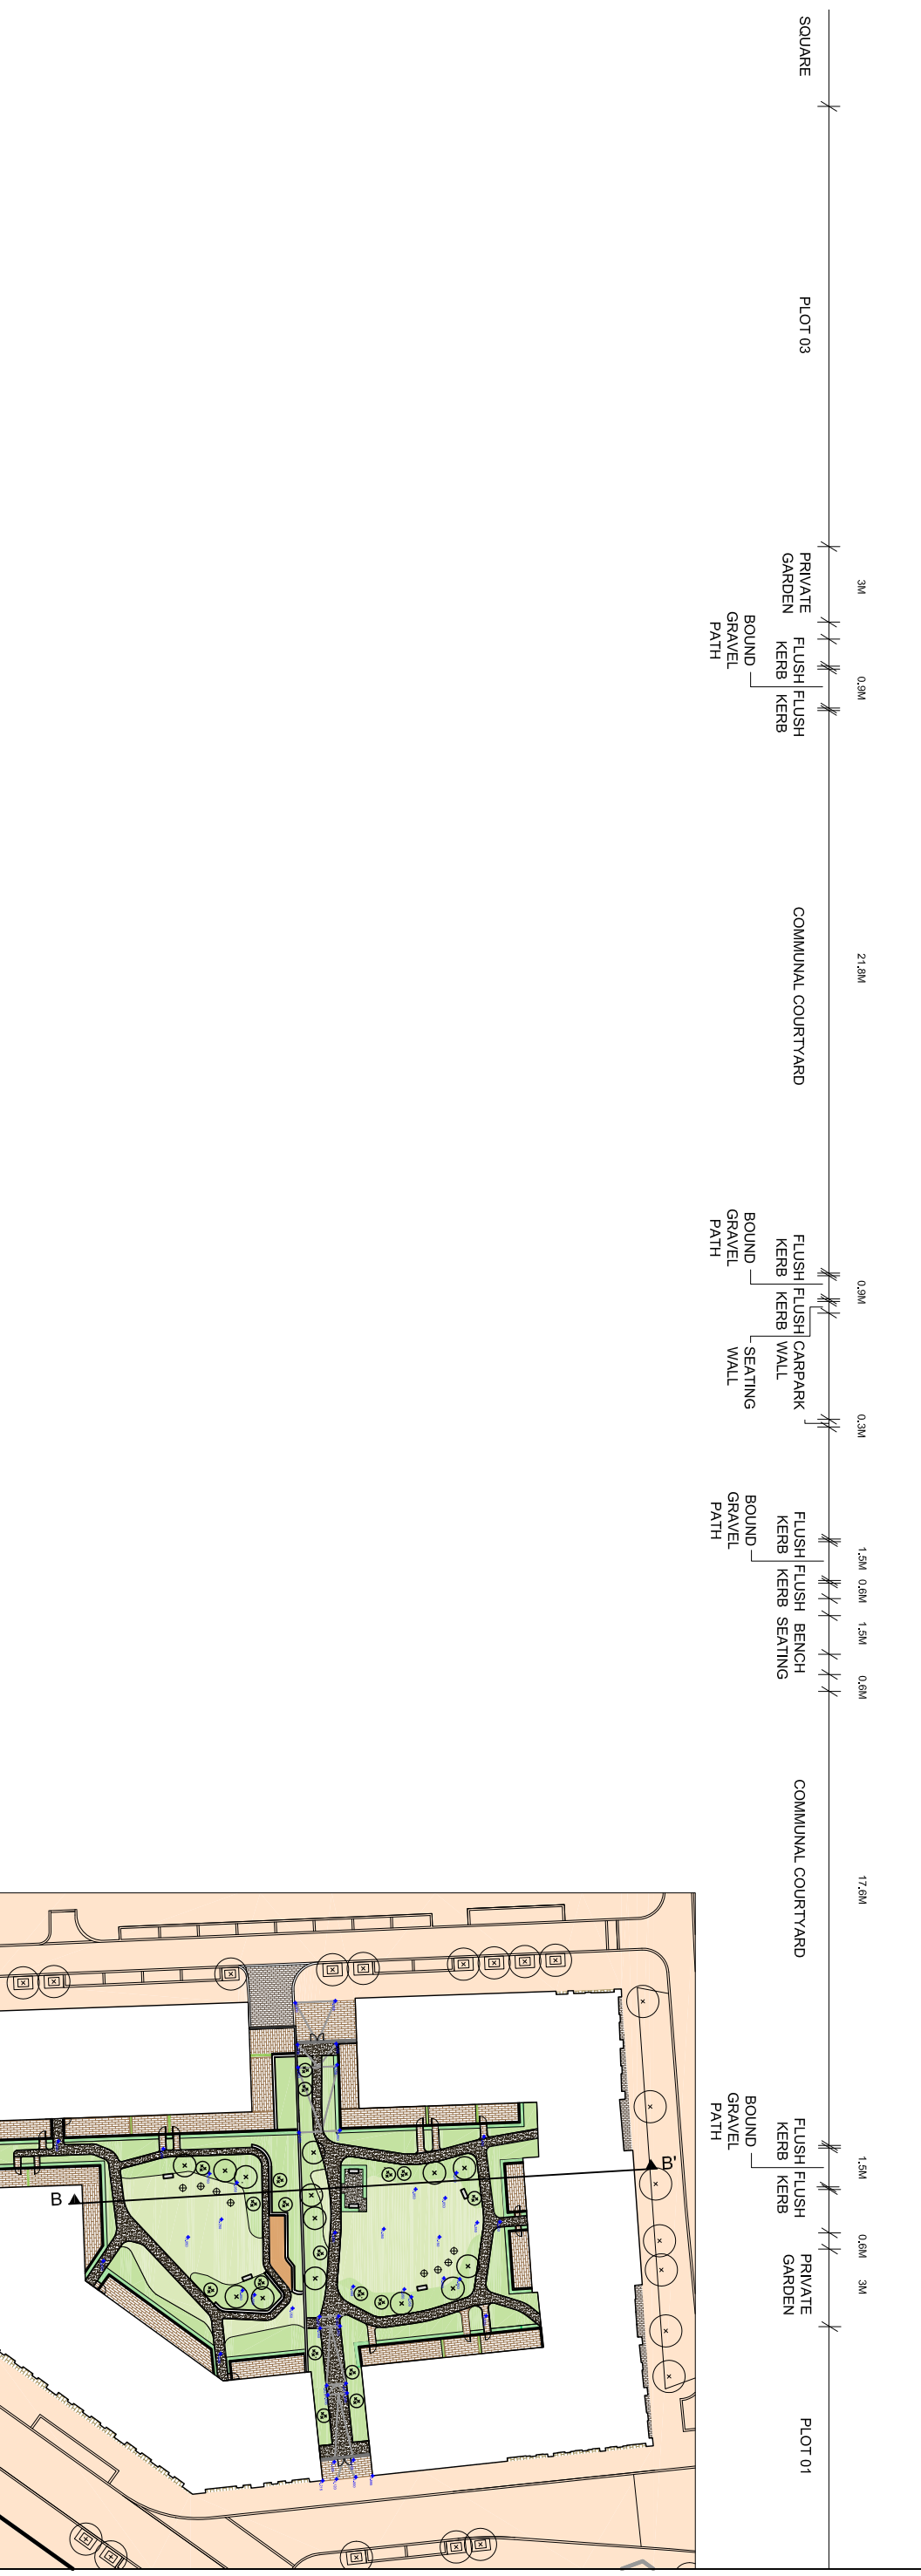 SQUARE
PLOT 03
3M
PRIVATE
GARDEN
FLUSH
KERB
BOUND
GRAVEL
PATH
0.9M
FLUSH
KERB
21.8M
COMMUNAL COURTYARD
FLUSH
KERB
BOUND
GRAVEL
PATH
0.9M
FLUSH
KERB
CARPARK
WALL
SEATING
WALL
0.3M
FLUSH
KERB
BOUND
GRAVEL
PATH
1.5M
0.6M
FLUSH
KERB
1.5M
BENCH
SEATING
0.6M
17.6M
COMMUNAL COURTYARD
FLUSH
KERB
BOUND
GRAVEL
PATH
1.5M
FLUSH
KERB
0.6M
3M
PRIVATE
GARDEN
PLOT 01
B
B'